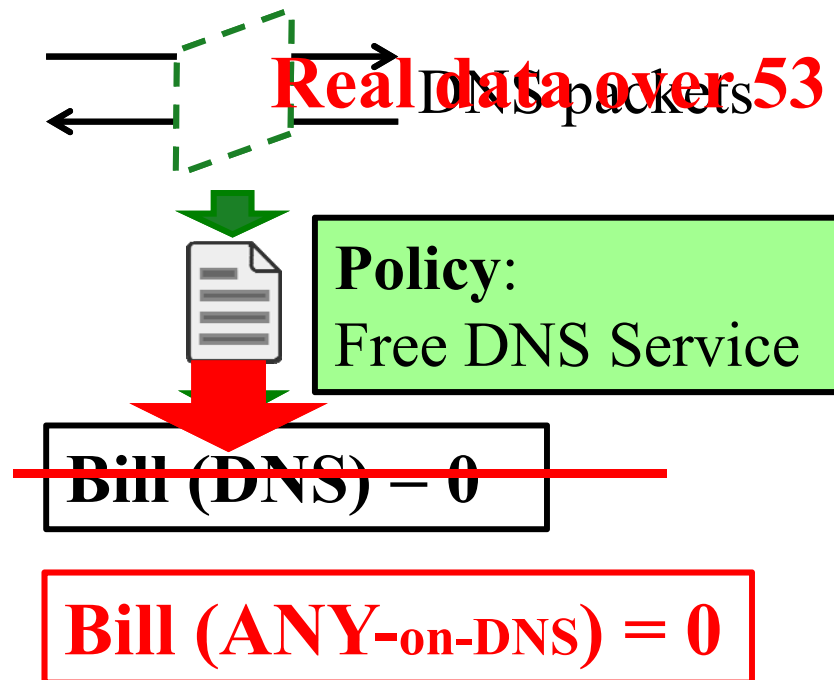 Real data over 53
DNS packets
Policy:
Free DNS Service
Bill (DNS) = 0
Bill (ANY-on-DNS) = 0